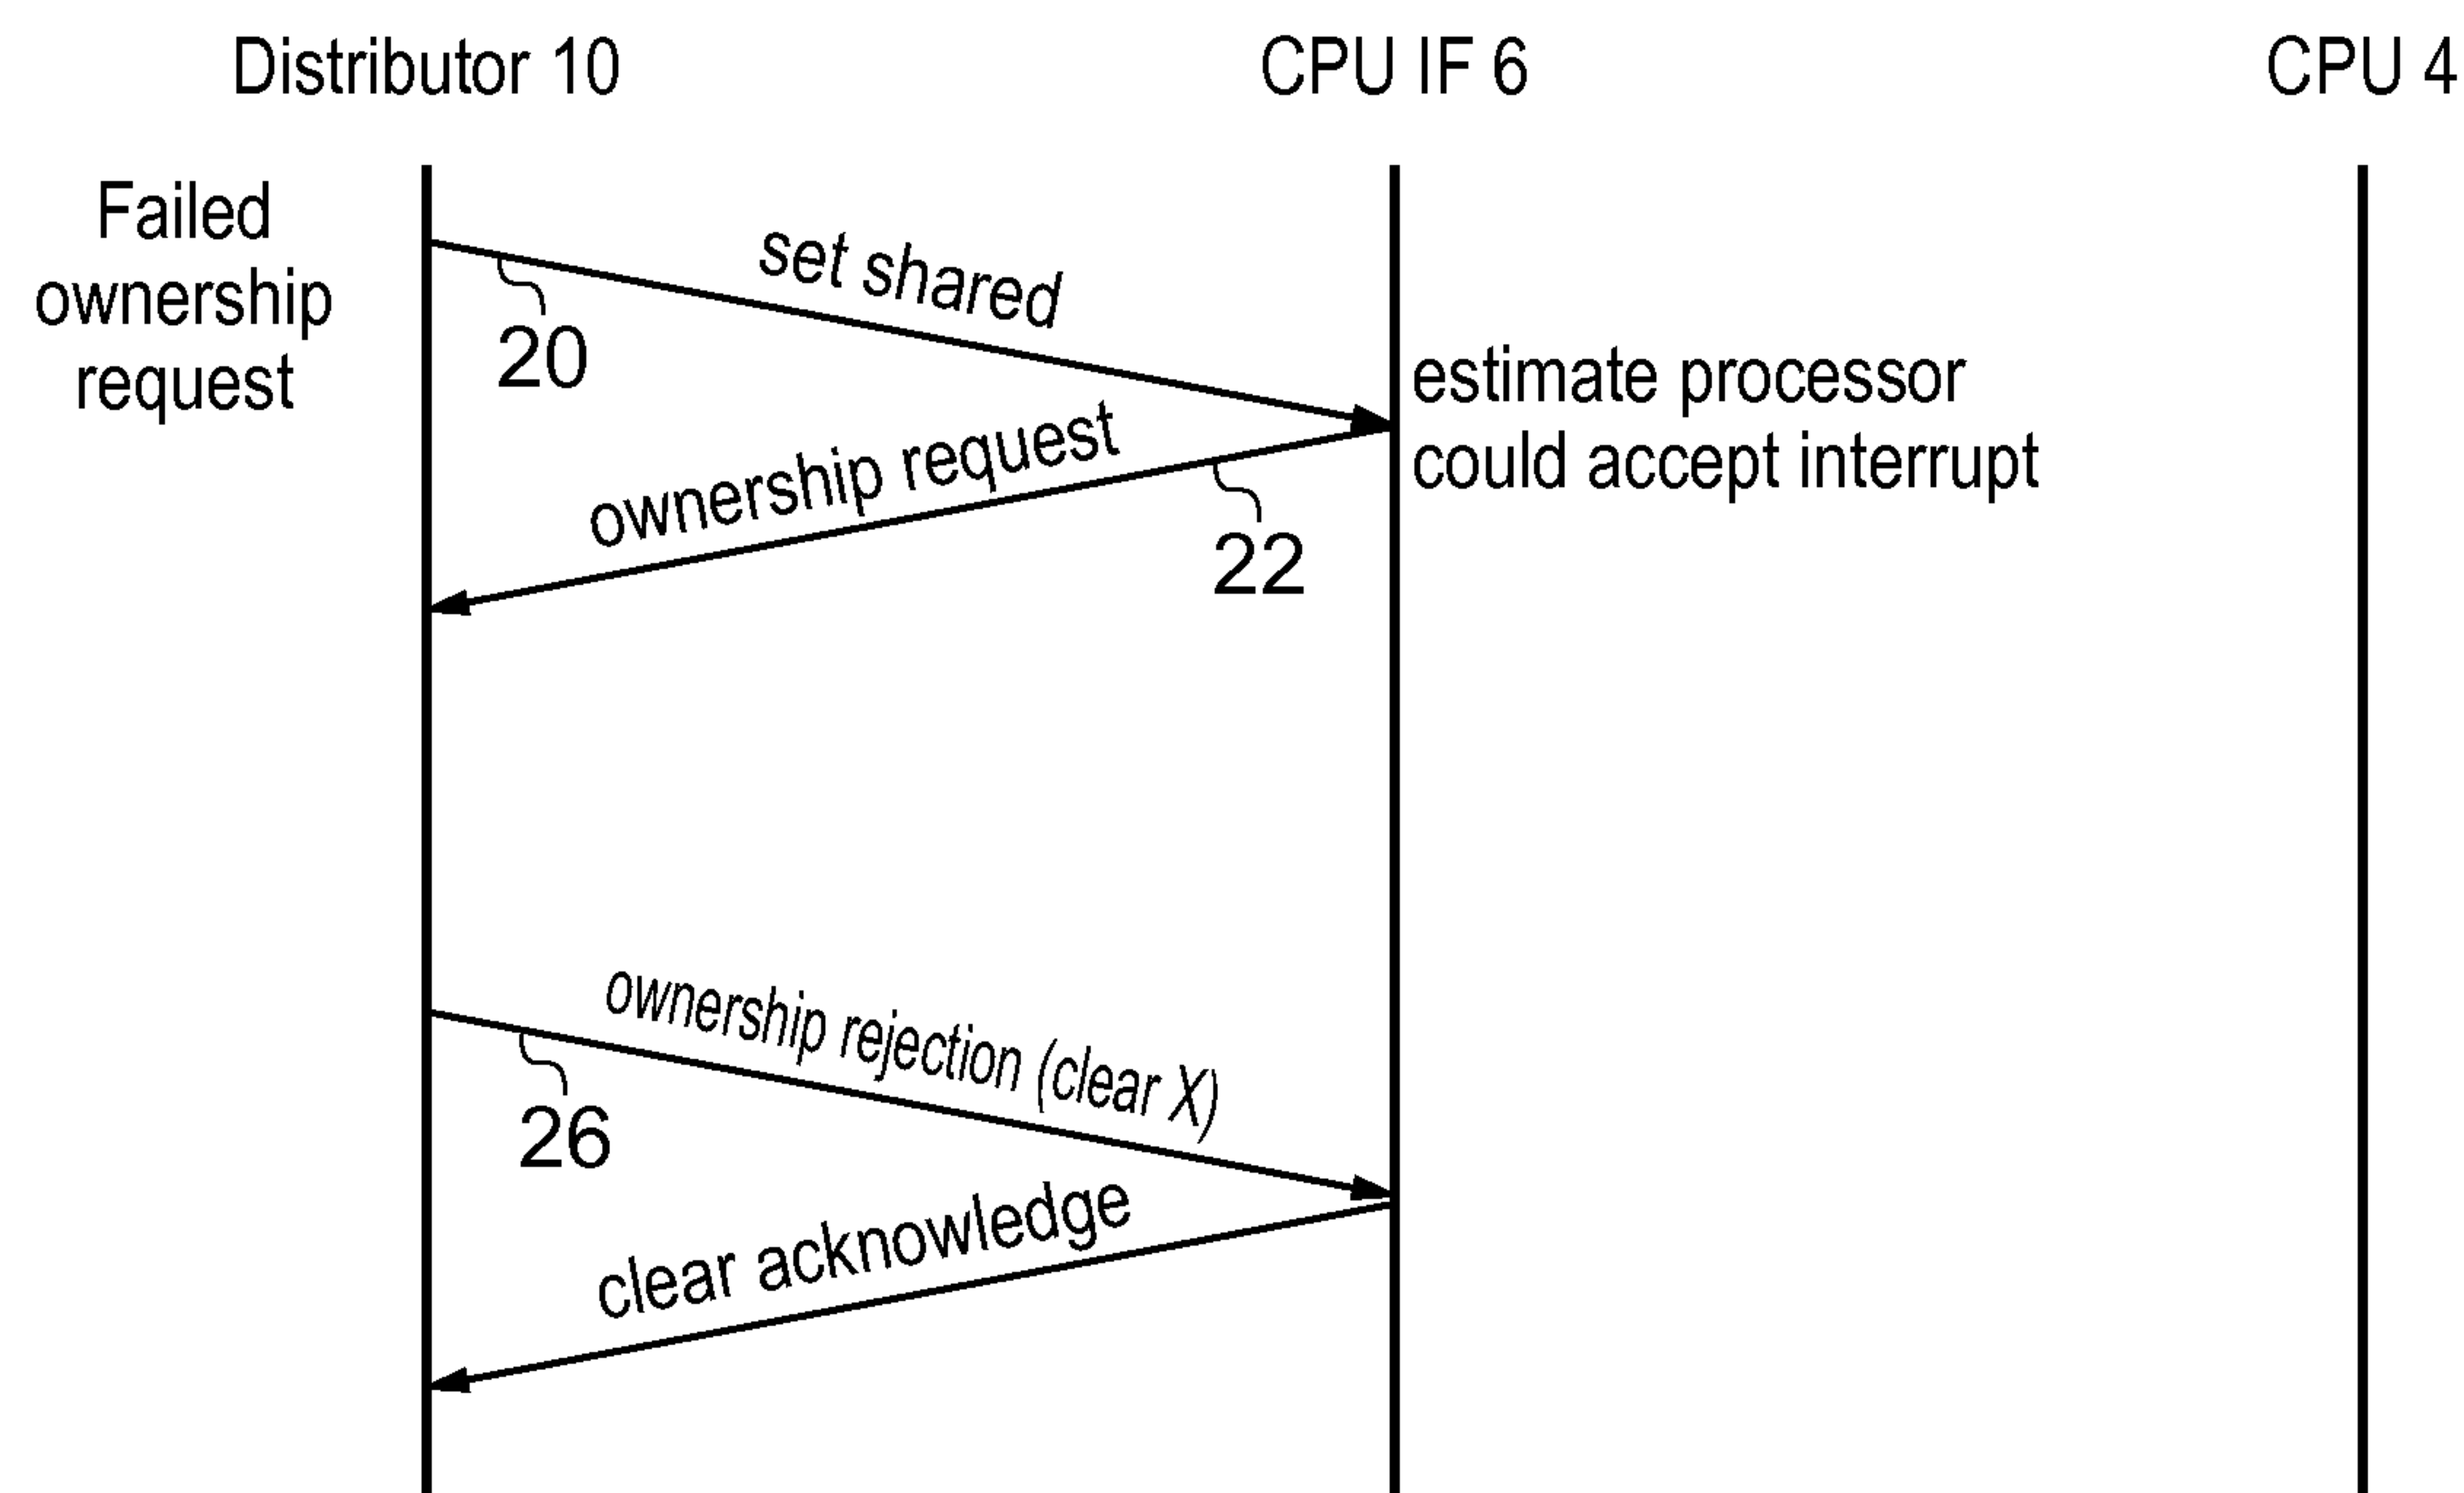 Distributor 10
CPU IF 6
CPU 4
Failed
ownership
request
set shared
20
estimate processor
could accept interrupt
ownership request
22
ownership rejection (clear X)
26
clear acknowledge